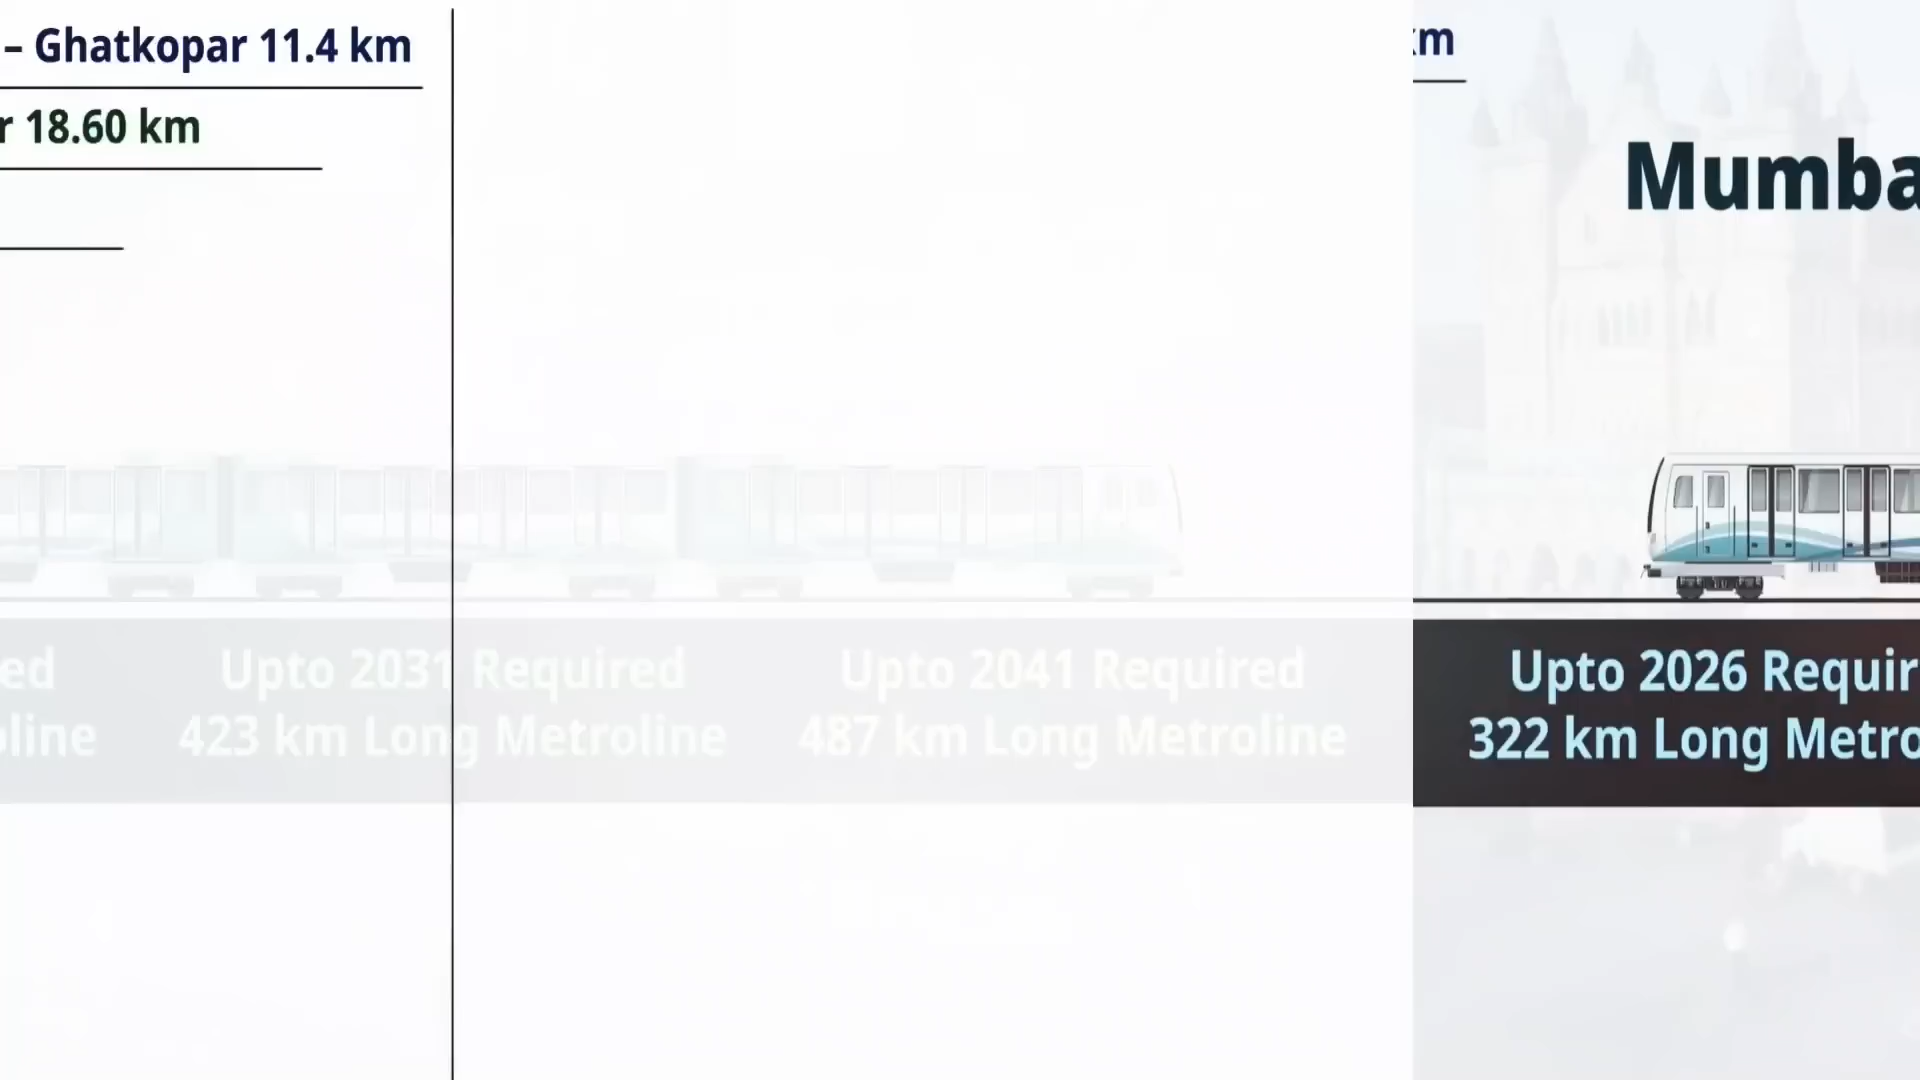 – Ghatkopar 11.4 km
r 18.60 km
km
Mumba
ed
oline
Upto 2031 Required
423 km Long Metroline
Upto 2041 Required
487 km Long Metroline
Upto 2026 Requir
322 km Long Metro